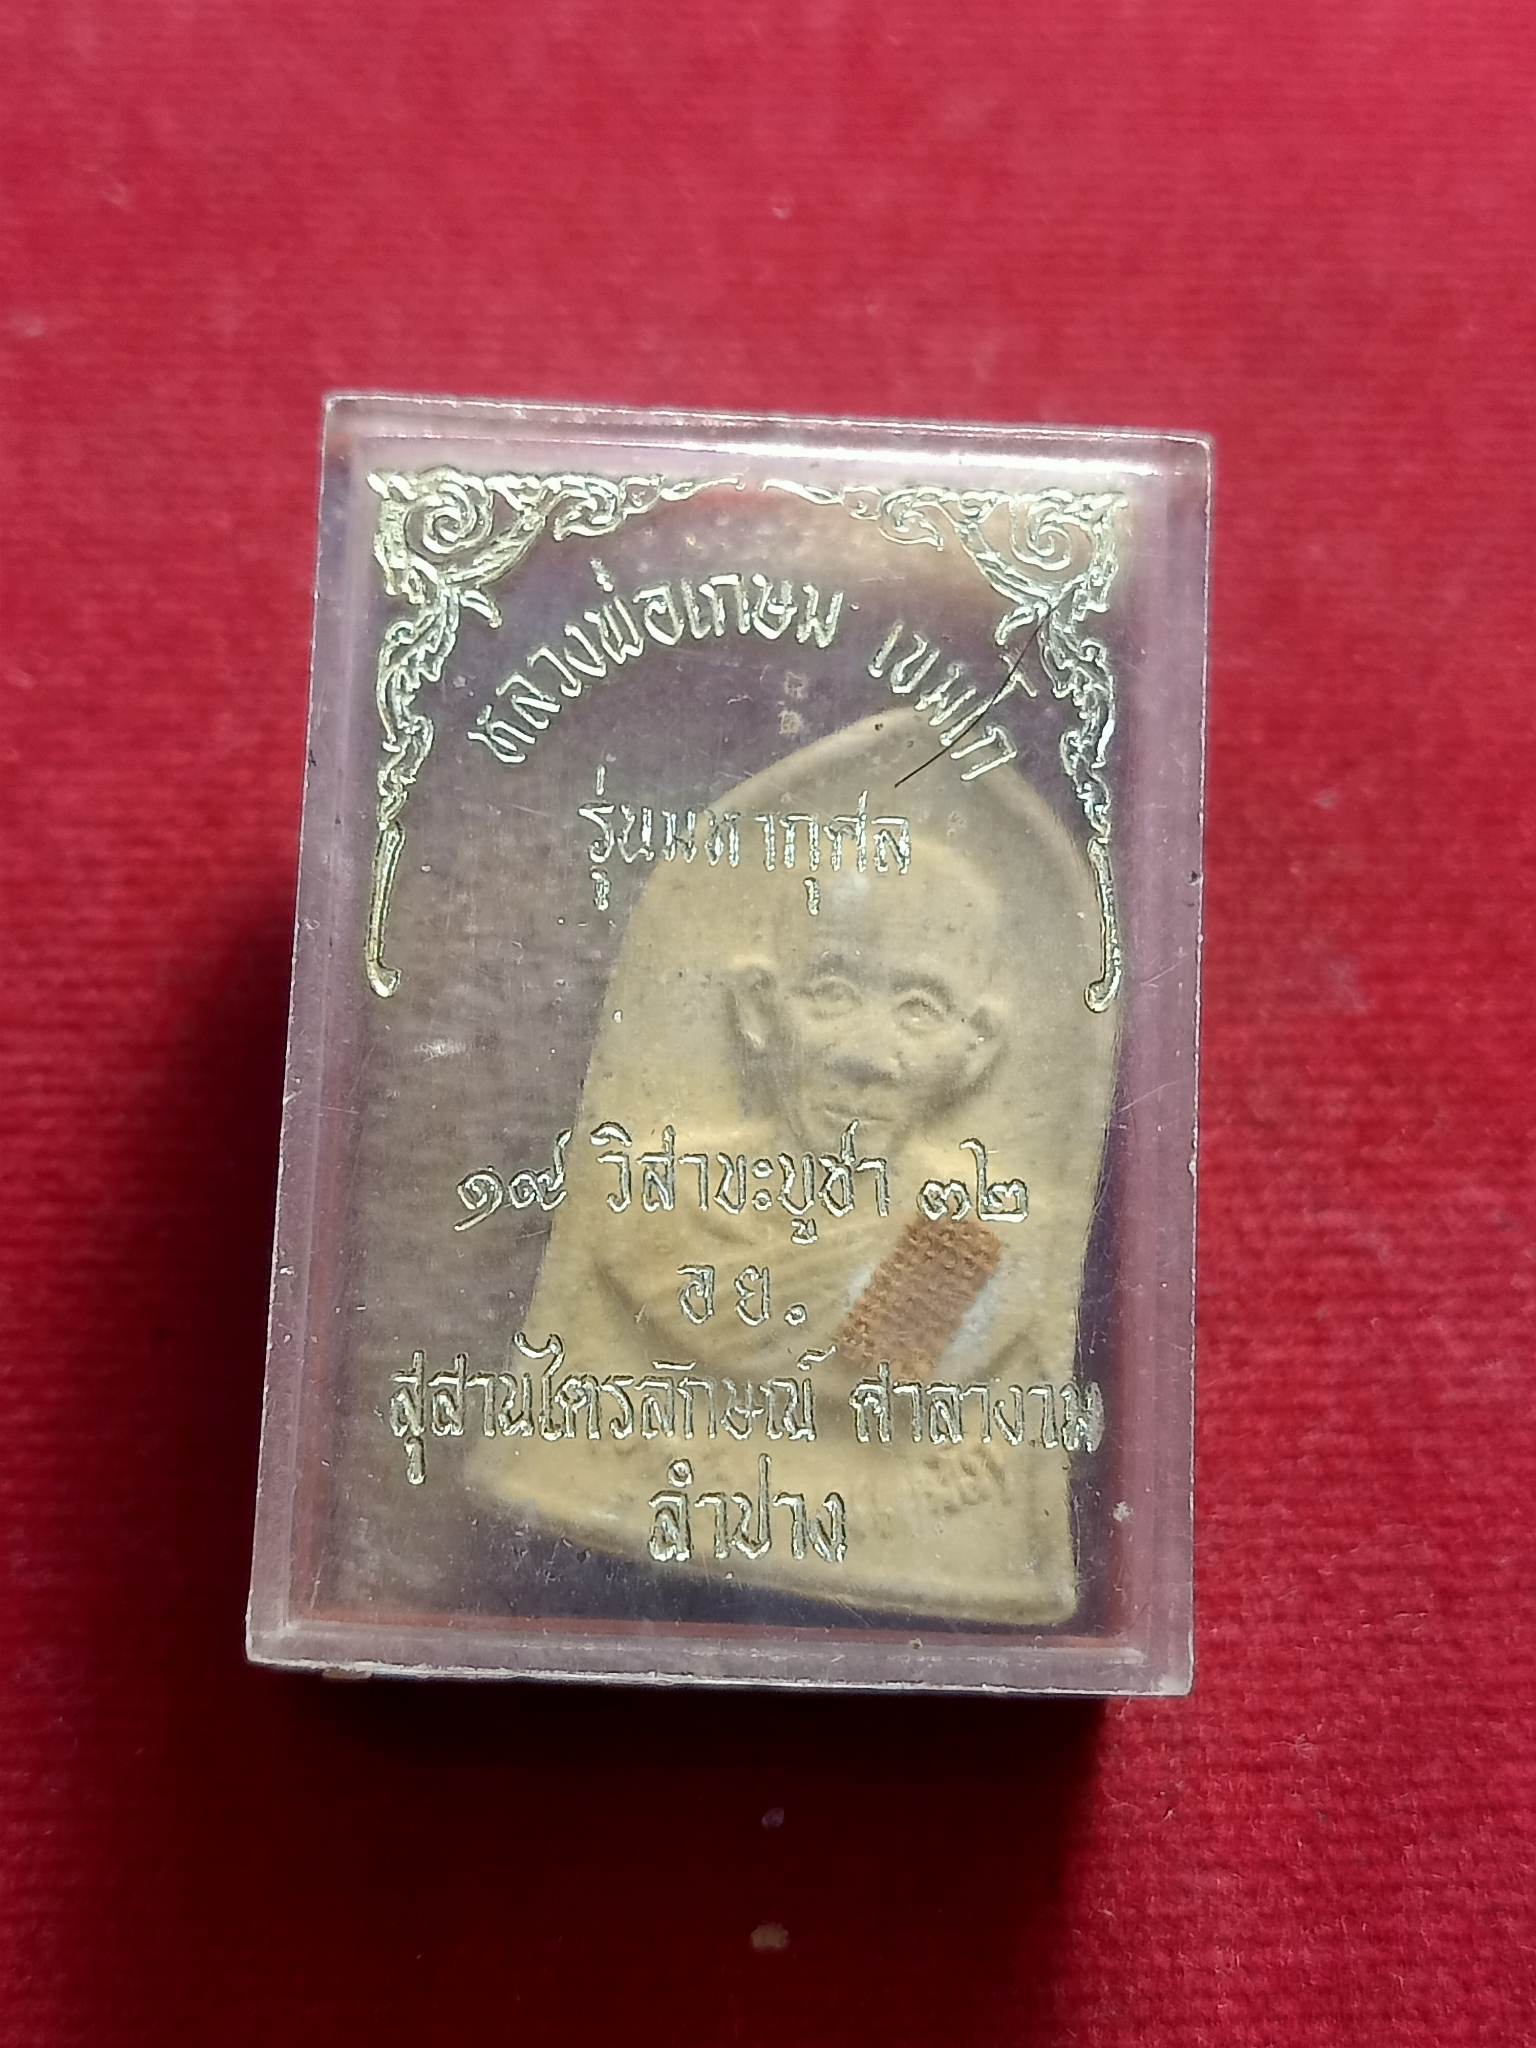 หลวงพ่อเกษม เขมโก
รุ่นมหากุศล
๑๙ วิสาขะบูชา ๓๒
อ ย.
สุสานไตรลักษณ์ ศาลางาม
ลำปาง